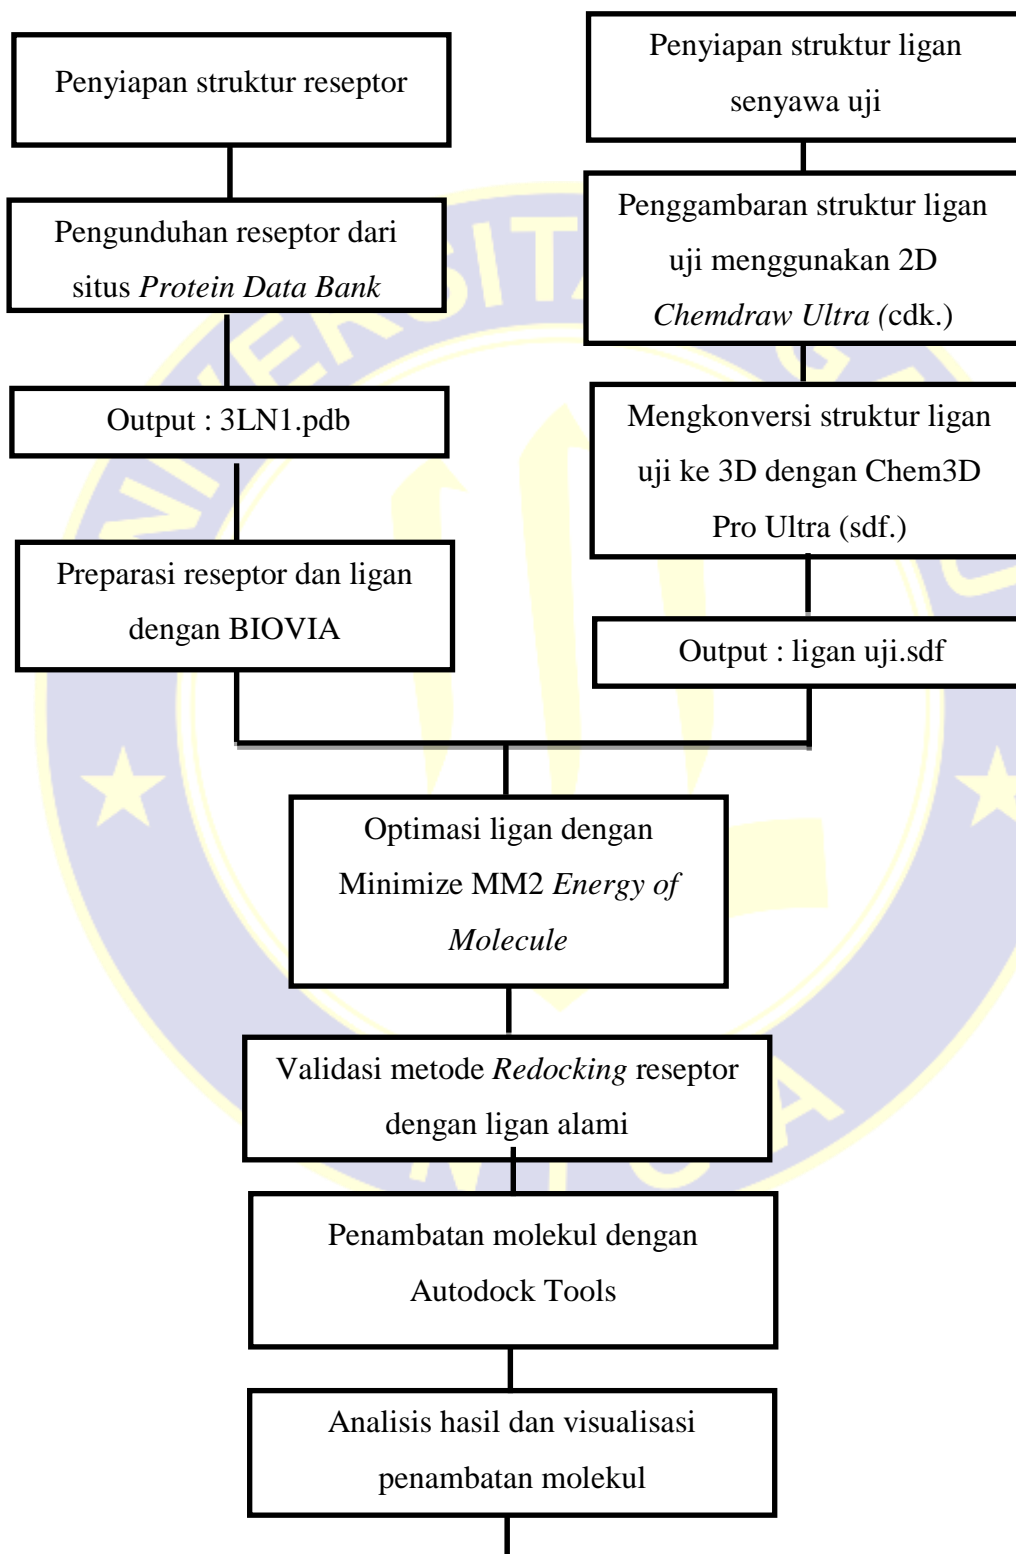 Penyiapan struktur reseptor
Pengunduhan reseptor dari
situs Protein Data Bank
Output : 3LN1.pdb
Preparasi reseptor dan ligan
dengan BIOVIA
Penyiapan struktur ligan
senyawa uji
Penggambaran struktur ligan
uji menggunakan 2D
Chemdraw Ultra (cdk.)
Mengkonversi struktur ligan
uji ke 3D dengan Chem3D
Pro Ultra (sdf.)
Output : ligan uji.sdf
Optimasi ligan dengan
Minimize MM2 Energy of
Molecule
Validasi metode Redocking reseptor
dengan ligan alami
Penambatan molekul dengan
Autodock Tools
Analisis hasil dan visualisasi
penambatan molekul